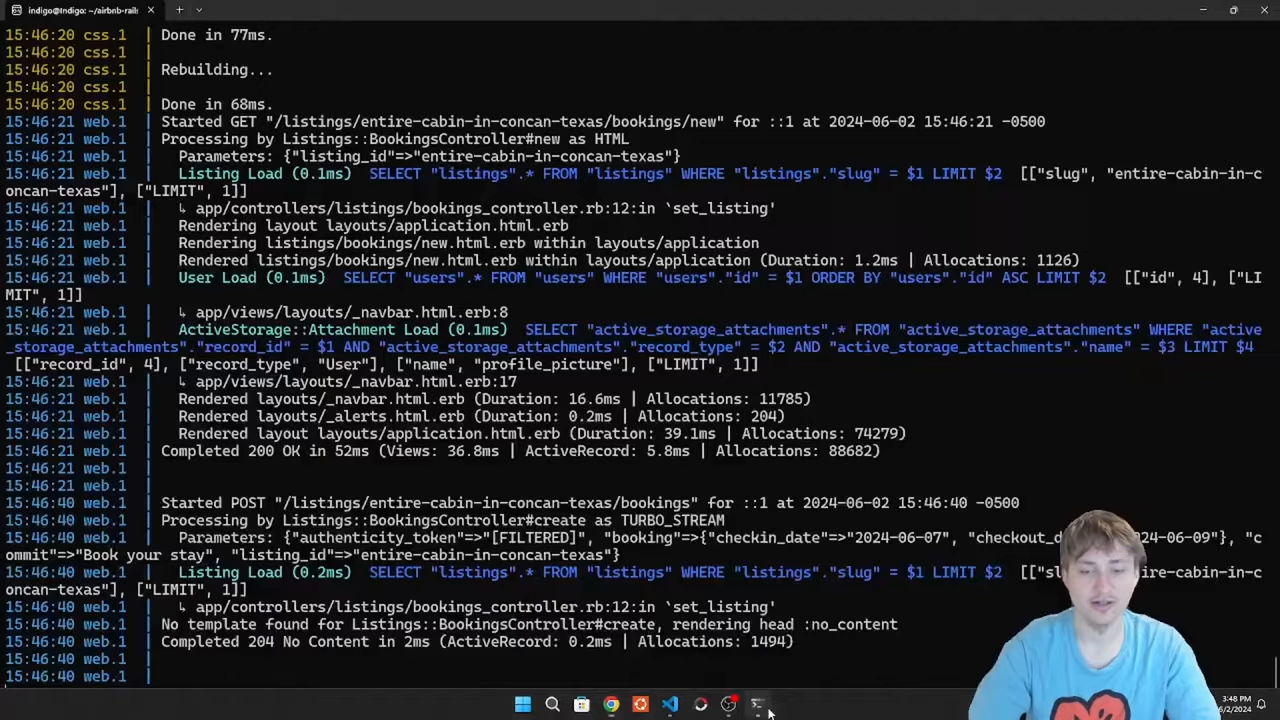 indigo@Indigo: ~/airbnb-rails
15:46:20 css.1 | Done in 77ms.
15:46:20 css.1 |
15:46:20 css.1 | Rebuilding...
15:46:20 css.1 |
15:46:20 css.1 | Done in 68ms.
15:46:21 web.1 | Started GET "/listings/entire-cabin-in-concan-texas/bookings/new" for ::1 at 2024-06-02 15:46:21 -0500
15:46:21 web.1 | Processing by Listings::BookingsController#new as HTML
15:46:21 web.1 | Parameters: {"listing_id"=>"entire-cabin-in-concan-texas"}
15:46:21 web.1 | Listing Load (0.1ms) SELECT "listings".* FROM "listings" WHERE "listings"."slug" = $1 LIMIT $2 [["slug", "entire-cabin-in-c
oncan-texas"], ["LIMIT", 1]]
15:46:21 web.1 | ↳ app/controllers/listings/bookings_controller.rb:12:in `set_listing'
15:46:21 web.1 | Rendering layout layouts/application.html.erb
15:46:21 web.1 | Rendering listings/bookings/new.html.erb within layouts/application
15:46:21 web.1 | Rendered listings/bookings/new.html.erb within layouts/application (Duration: 1.2ms | Allocations: 1126)
15:46:21 web.1 | User Load (0.1ms) SELECT "users".* FROM "users" WHERE "users"."id" = $1 ORDER BY "users"."id" ASC LIMIT $2 [["id", 4], ["LI
MIT", 1]]
15:46:21 web.1 | ↳ app/views/layouts/_navbar.html.erb:8
15:46:21 web.1 | ActiveStorage::Attachment Load (0.1ms) SELECT "active_storage_attachments".* FROM "active_storage_attachments" WHERE "active
_storage_attachments"."record_id" = $1 AND "active_storage_attachments"."record_type" = $2 AND "active_storage_attachments"."name" = $3 LIMIT $4
[["record_id", 4], ["record_type", "User"], ["name", "profile_picture"], ["LIMIT", 1]]
15:46:21 web.1 | ↳ app/views/layouts/_navbar.html.erb:17
15:46:21 web.1 | Rendered layouts/_navbar.html.erb (Duration: 16.6ms | Allocations: 11785)
15:46:21 web.1 | Rendered layouts/_alerts.html.erb (Duration: 0.2ms | Allocations: 204)
15:46:21 web.1 | Rendered layout layouts/application.html.erb (Duration: 39.1ms | Allocations: 74279)
15:46:21 web.1 | Completed 200 OK in 52ms (Views: 36.8ms | ActiveRecord: 5.8ms | Allocations: 88682)
15:46:21 web.1 |
15:46:21 web.1 |
15:46:40 web.1 | Started POST "/listings/entire-cabin-in-concan-texas/bookings" for ::1 at 2024-06-02 15:46:40 -0500
15:46:40 web.1 | Processing by Listings::BookingsController#create as TURBO_STREAM
15:46:40 web.1 | Parameters: {"authenticity_token"=>"[FILTERED]", "booking"=>{"checkin_date"=>"2024-06-07", "checkout_d 24-06-09"}, "c
ommit"=>"Book your stay", "listing_id"=>"entire-cabin-in-concan-texas"}
15:46:40 web.1 | Listing Load (0.2ms) SELECT "listings".* FROM "listings" WHERE "listings"."slug" = $1 LIMIT $2 [["sl ire-cabin-in-c
oncan-texas"], ["LIMIT", 1]]
15:46:40 web.1 | ↳ app/controllers/listings/bookings_controller.rb:12:in `set_listing'
15:46:40 web.1 | No template found for Listings::BookingsController#create, rendering head :no_content
15:46:40 web.1 | Completed 204 No Content in 2ms (ActiveRecord: 0.2ms | Allocations: 1494)
15:46:40 web.1 |
15:46:40 web.1 |
3:48 PM
6/2/2024